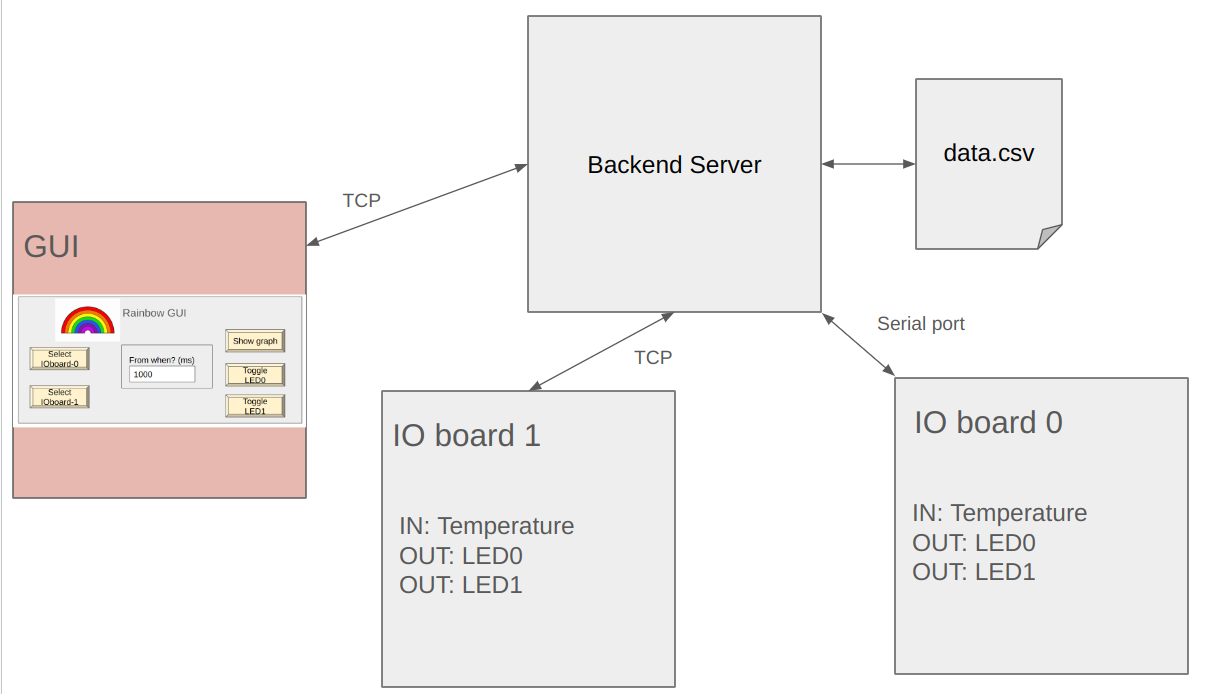 Backend Server
data.csv
TCP
GUI
Rainbow GUI
Select
IOboard-0
Select
IOboard-1
From when? (ms)
1000
Show graph
Toggle
LED0
Toggle
LED1
TCP
Serial port
IO board 1
IN: Temperature
OUT: LED0
OUT: LED1
IO board 0
IN: Temperature
OUT: LED0
OUT: LED1